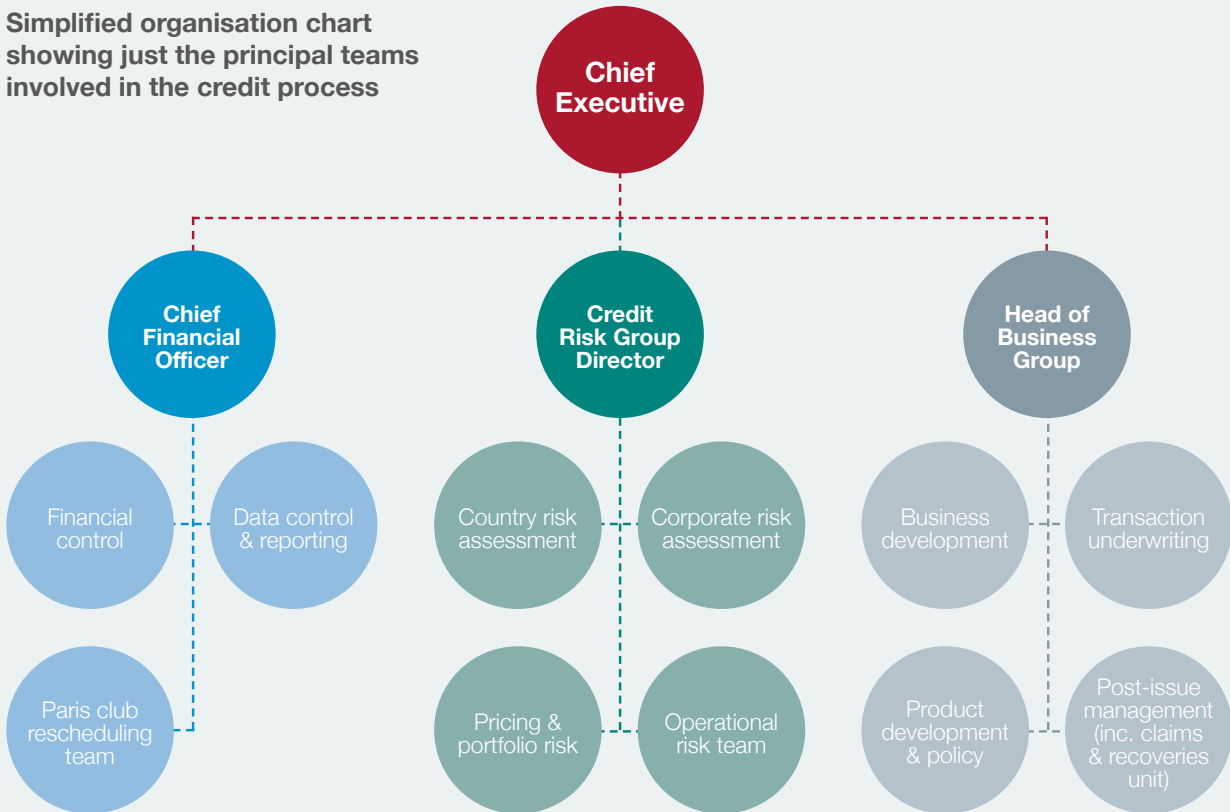 Simplified organisation chart
showing just the principal teams
involved in the credit process
Chief
Executive
Chief
Financial
Officer
Credit
Risk Group
Director
Head of
Business
Group
Financial
control
Data control
& reporting
Country risk
assessment
Corporate risk
assessment
Business
development
Transaction
underwriting
Paris club
rescheduling
team
Pricing &
portfolio risk
Operational
risk team
Product
development
& policy
Post-issue
management
(inc. claims
& recoveries
unit)